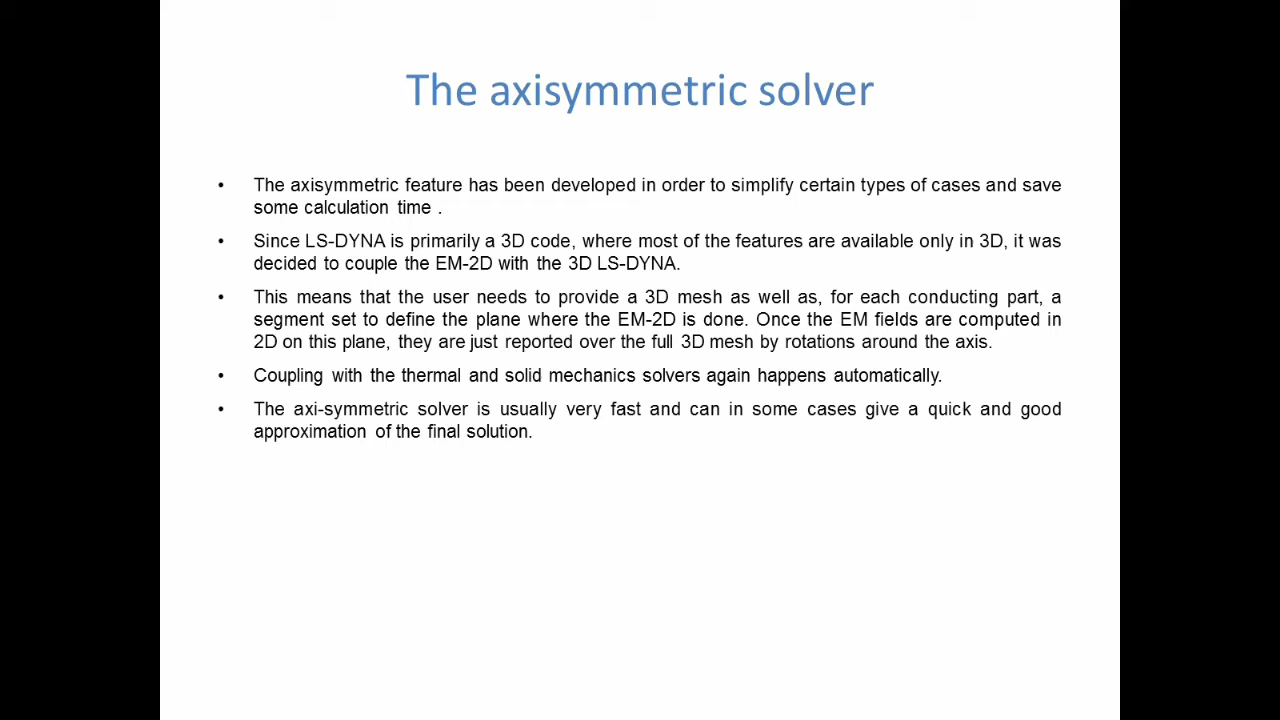 The axisymmetric solver
• The axisymmetric feature has been developed in order to simplify certain types of cases and save
some calculation time .
• Since LS-DYNA is primarily a 3D code, where most of the features are available only in 3D, it was
decided to couple the EM-2D with the 3D LS-DYNA.
• This means that the user needs to provide a 3D mesh as well as, for each conducting part, a
segment set to define the plane where the EM-2D is done. Once the EM fields are computed in
2D on this plane, they are just reported over the full 3D mesh by rotations around the axis.
• Coupling with the thermal and solid mechanics solvers again happens automatically.
• The axi-symmetric solver is usually very fast and can in some cases give a quick and good
approximation of the final solution.